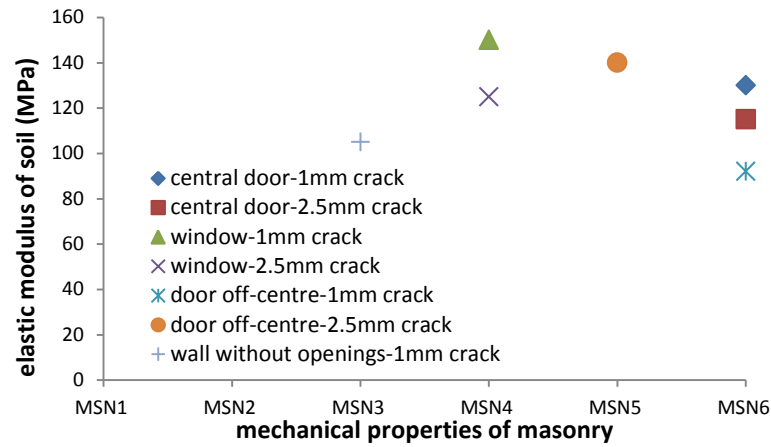 elastic modulus of soil (MPa)
160
140
120
100
80
60
40
20
0
central door-1mm crack
central door-2.5mm crack
window-1mm crack
window-2.5mm crack
door off-centre-1mm crack
door off-centre-2.5mm crack
wall without openings-1mm crack
MSN1 MSN2 MSN3 MSN4 MSN5 MSN6
mechanical properties of masonry